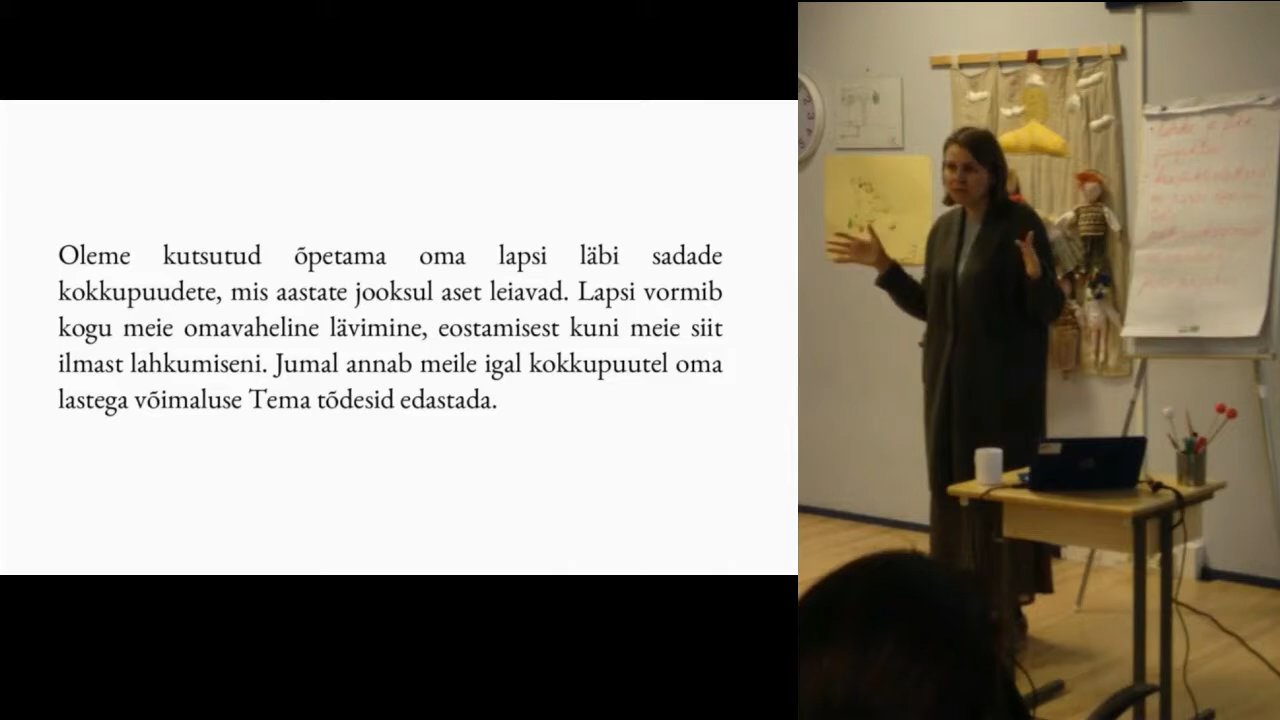 Oleme kutsutud õpetama oma lapsi läbi sadade
kokkupuudete, mis aastate jooksul aset leiavad. Lapsi vormib
kogu meie omavaheline lävimine, eostamisest kuni meie siit
ilmast lahkumiseni. Jumal annab meile igal kokkupuutel oma
lastega võimaluse Tema tõdesid edastada.